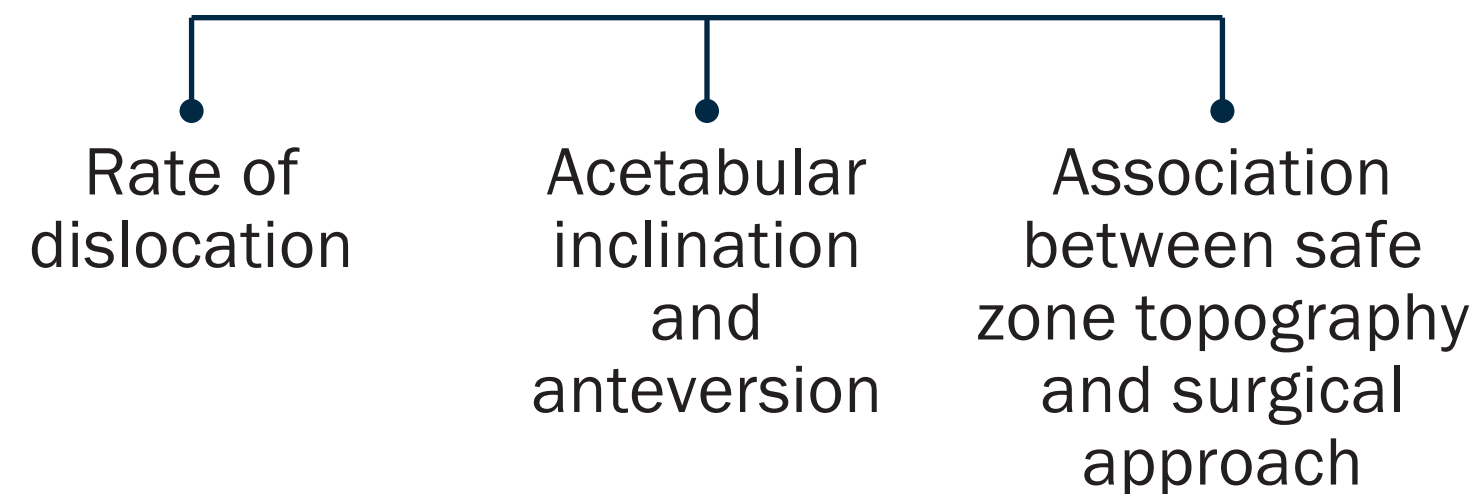 Rate of
dislocation
Acetabular
inclination
and
anteversion
Association
between safe
zone topography
and surgical
approach